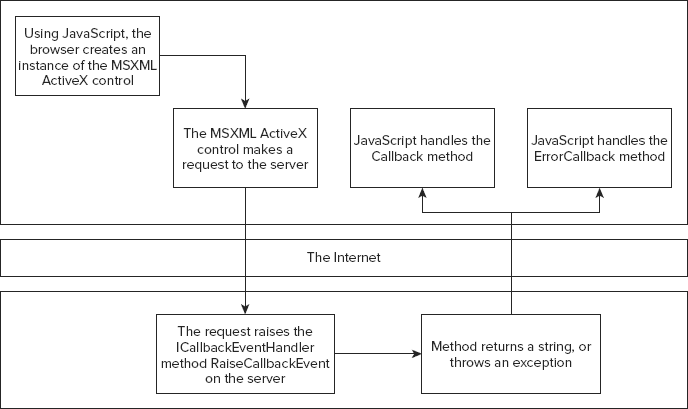 Using JavaScript, the
browser creates an
instance of the MSXML
ActiveX control
The MSXML ActiveX
control makes a
request to the server
JavaScript handles the
Callback method
JavaScript handles the
ErrorCallback method
The Internet
The request raises the
ICallbackEventHandler
method RaiseCallbackEvent
on the server
Method returns a string, or
throws an exception